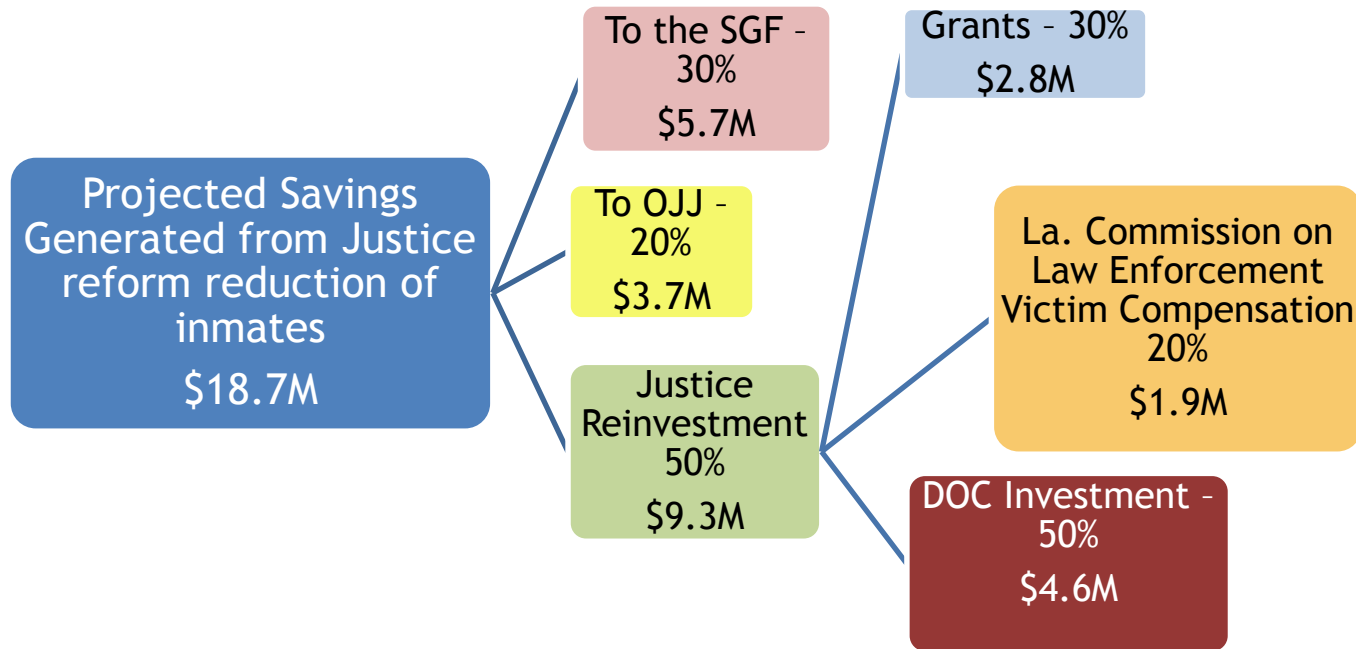 Projected Savings
Generated from Justice
reform reduction of
inmates
$18.7M
To the SGF –
30%
$5.7M
To OJJ –
20%
$3.7M
Justice
Reinvestment
50%
$9.3M
Grants – 30%
$2.8M
La. Commission on
Law Enforcement
Victim Compensation
20%
$1.9M
DOC Investment –
50%
$4.6M